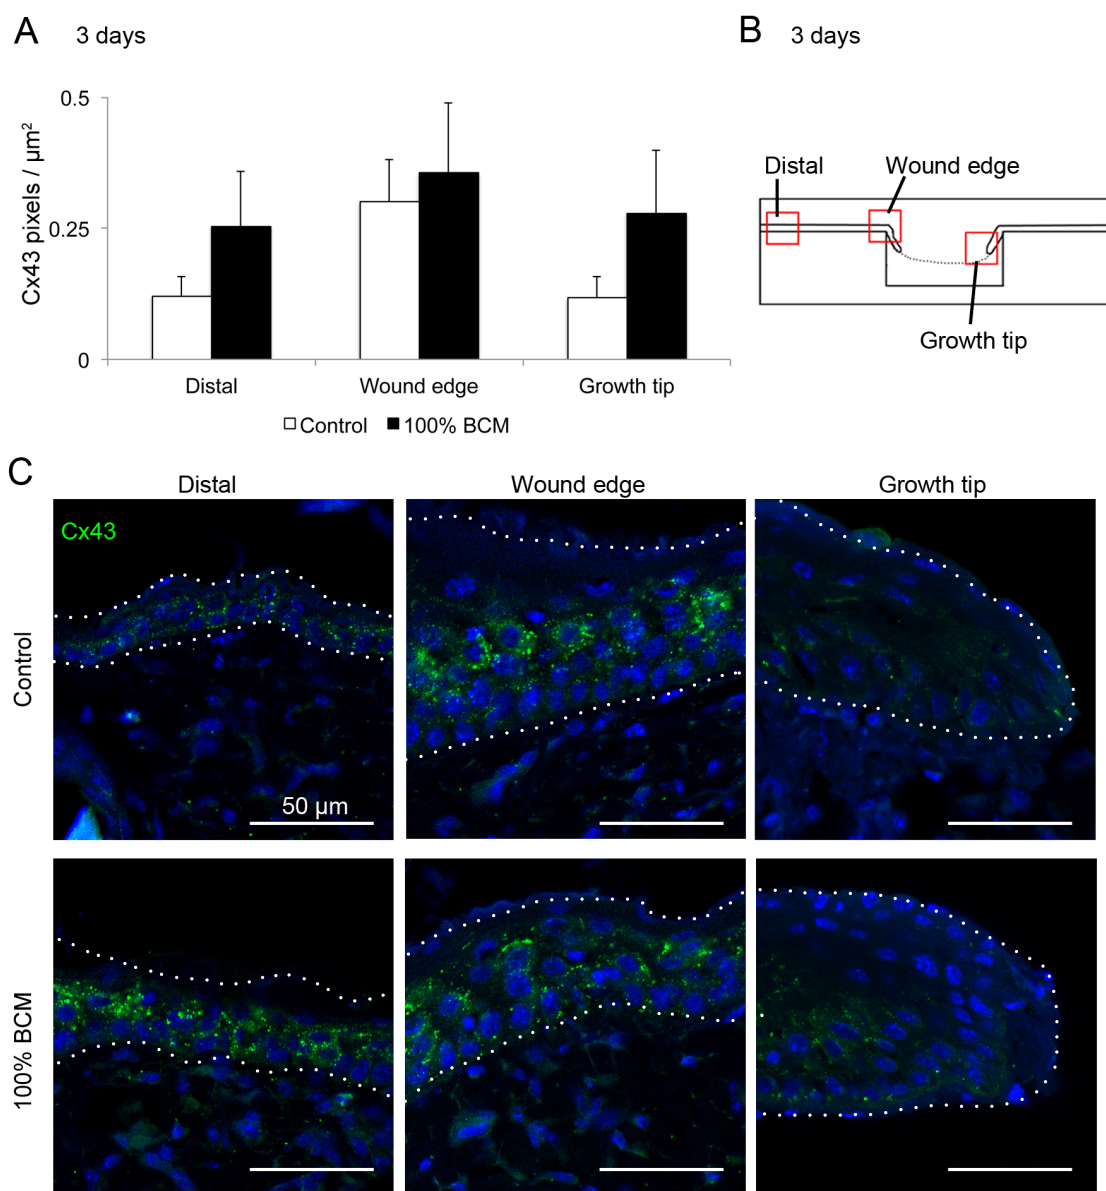 A 3 days
0.5
0.25
0
Cx43 pixels / µm²
Distal Wound edge Growth tip
Control 100% BCM
B 3 days
Distal Wound edge
Growth tip
C
Distal Wound edge Growth tip
Cx43
Control
50 µm
100% BCM